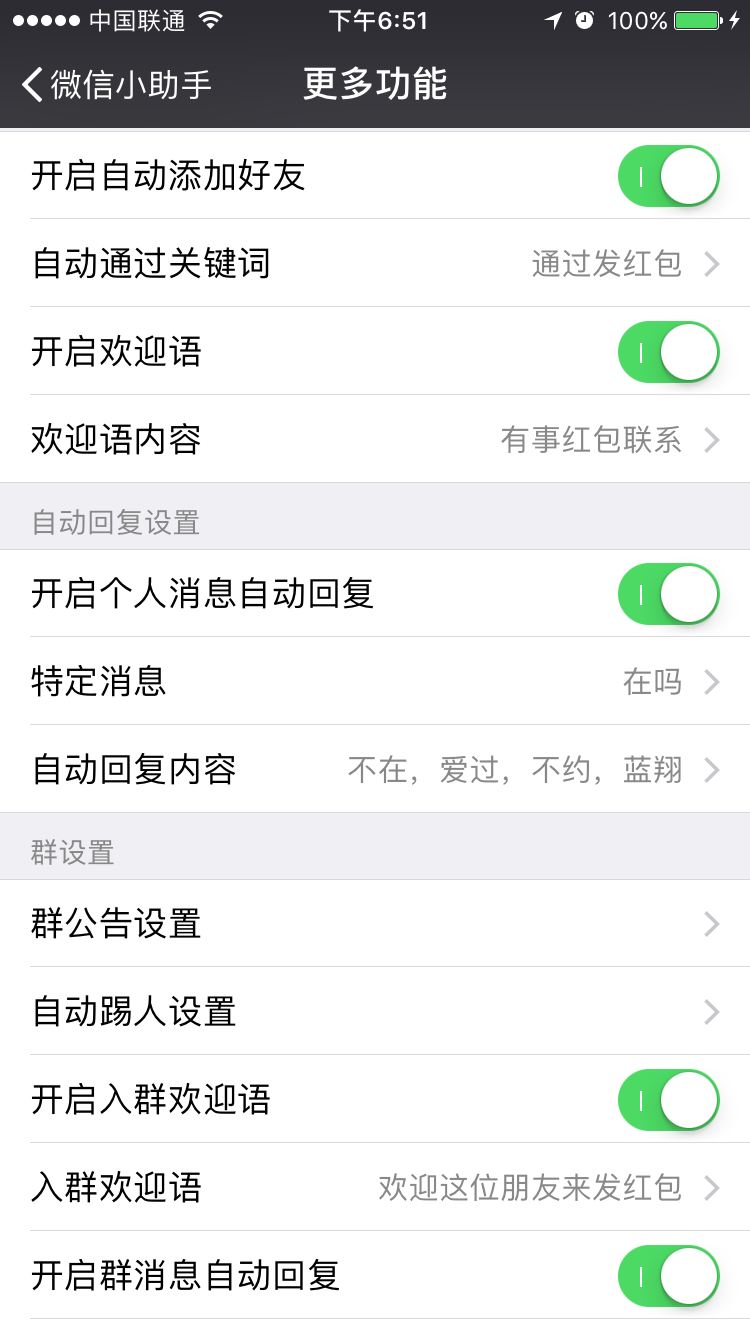 中国联通 下午6:51 100%
微信小助手 更多功能
开启自动添加好友
自动通过关键词 通过发红包
开启欢迎语
欢迎语内容 有事红包联系
自动回复设置
开启个人消息自动回复
特定消息 在吗
自动回复内容 不在，爱过，不约，蓝翔
群设置
群公告设置
自动踢人设置
开启入群欢迎语
入群欢迎语 欢迎这位朋友来发红包
开启群消息自动回复